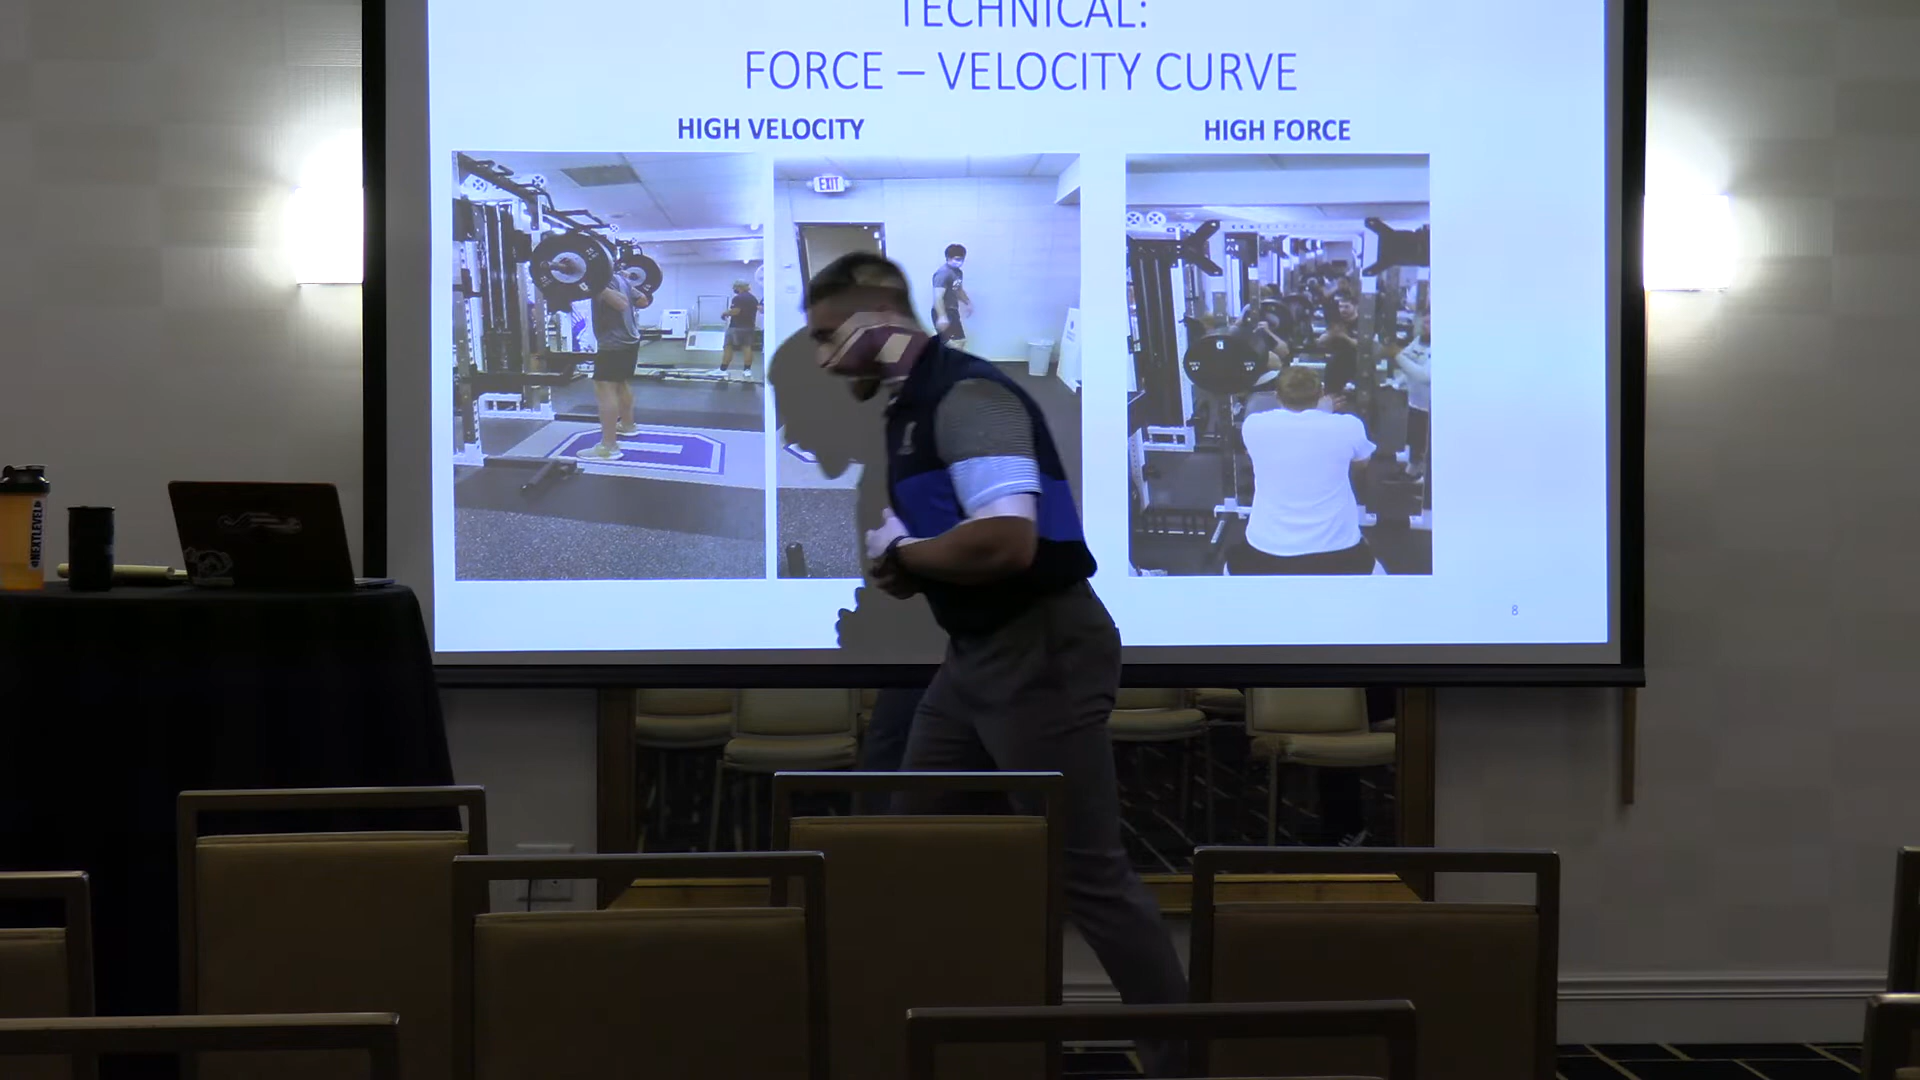 TECHNICAL:
FORCE – VELOCITY CURVE
HIGH VELOCITY
HIGH FORCE
EXIT
NEXTLEVEL
8